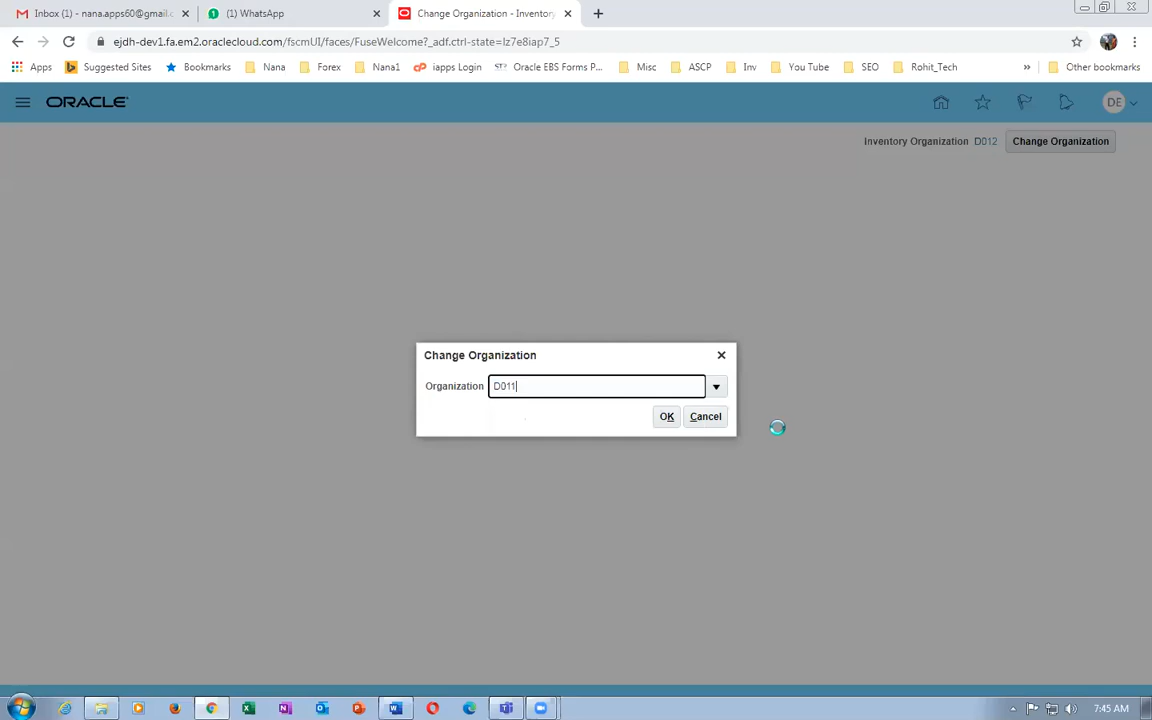 Inbox (1) - nana.apps60@gmail.c
(1) WhatsApp
Change Organization - Inventory
ejdh-dev1.fa.em2.oraclecloud.com/fscmUI/faces/FuseWelcome?_adf.ctrl-state=lz7e8iap7_5
Apps Suggested Sites Bookmarks Nana Forex Nana1 iapps Login Oracle EBS Forms P... Misc ASCP Inv You Tube SEO Rohit_Tech » Other bookmarks
ORACLE DE
Inventory Organization D012 Change Organization
Change Organization
Organization D011
OK Cancel
7:45 AM